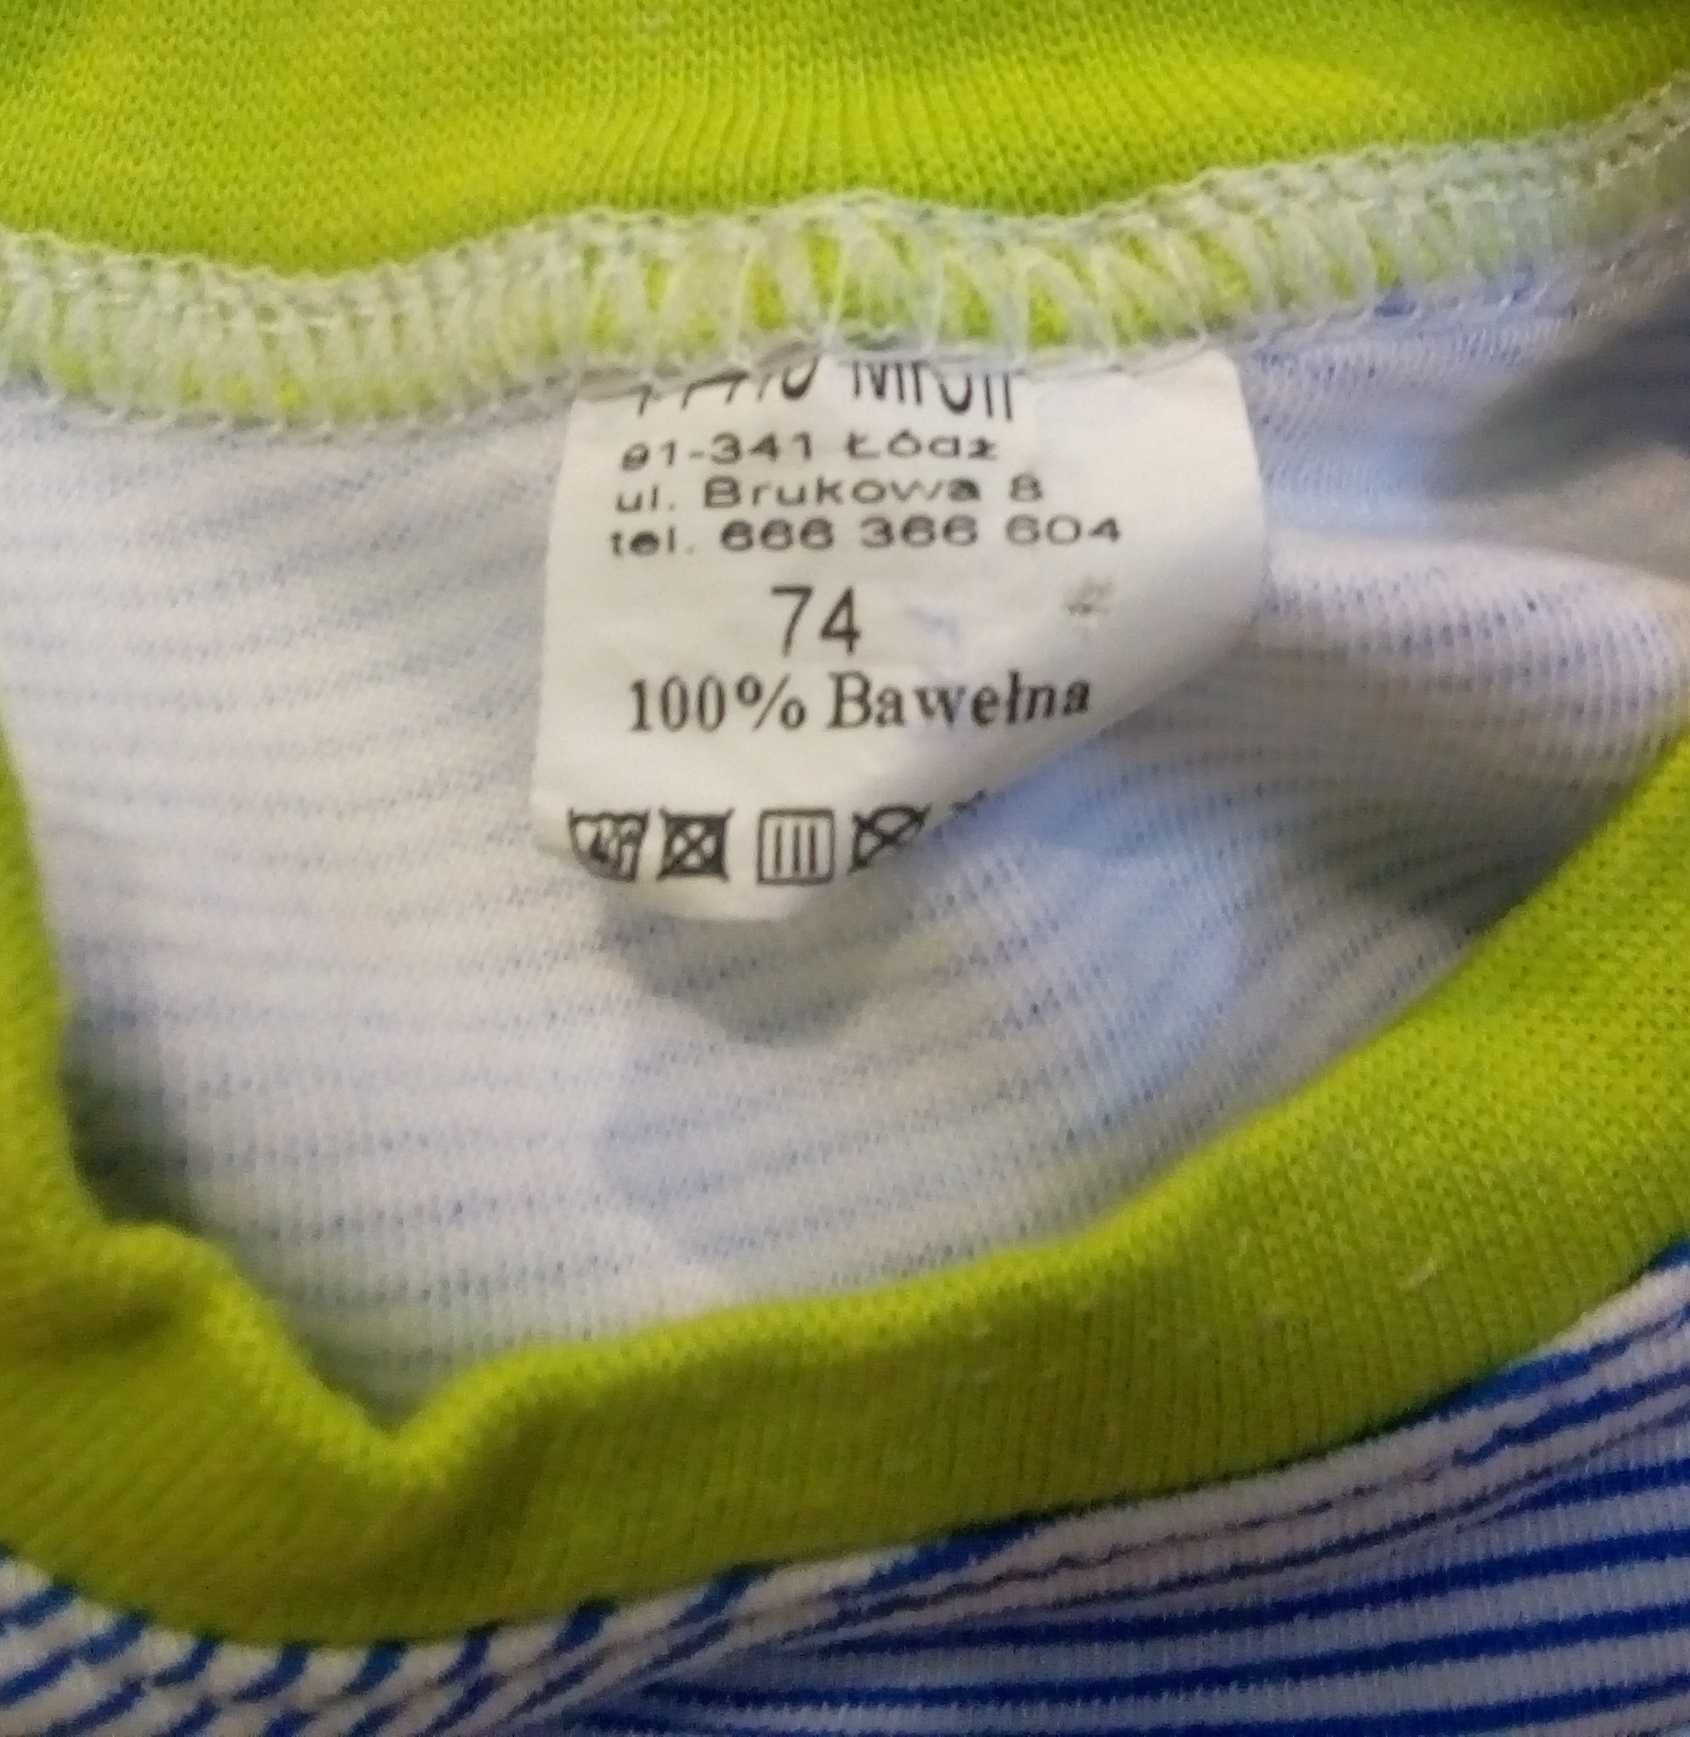 91-341 Łódź
ul. Brukowa 8
tel. 666 366 604
74
100% Bawełna